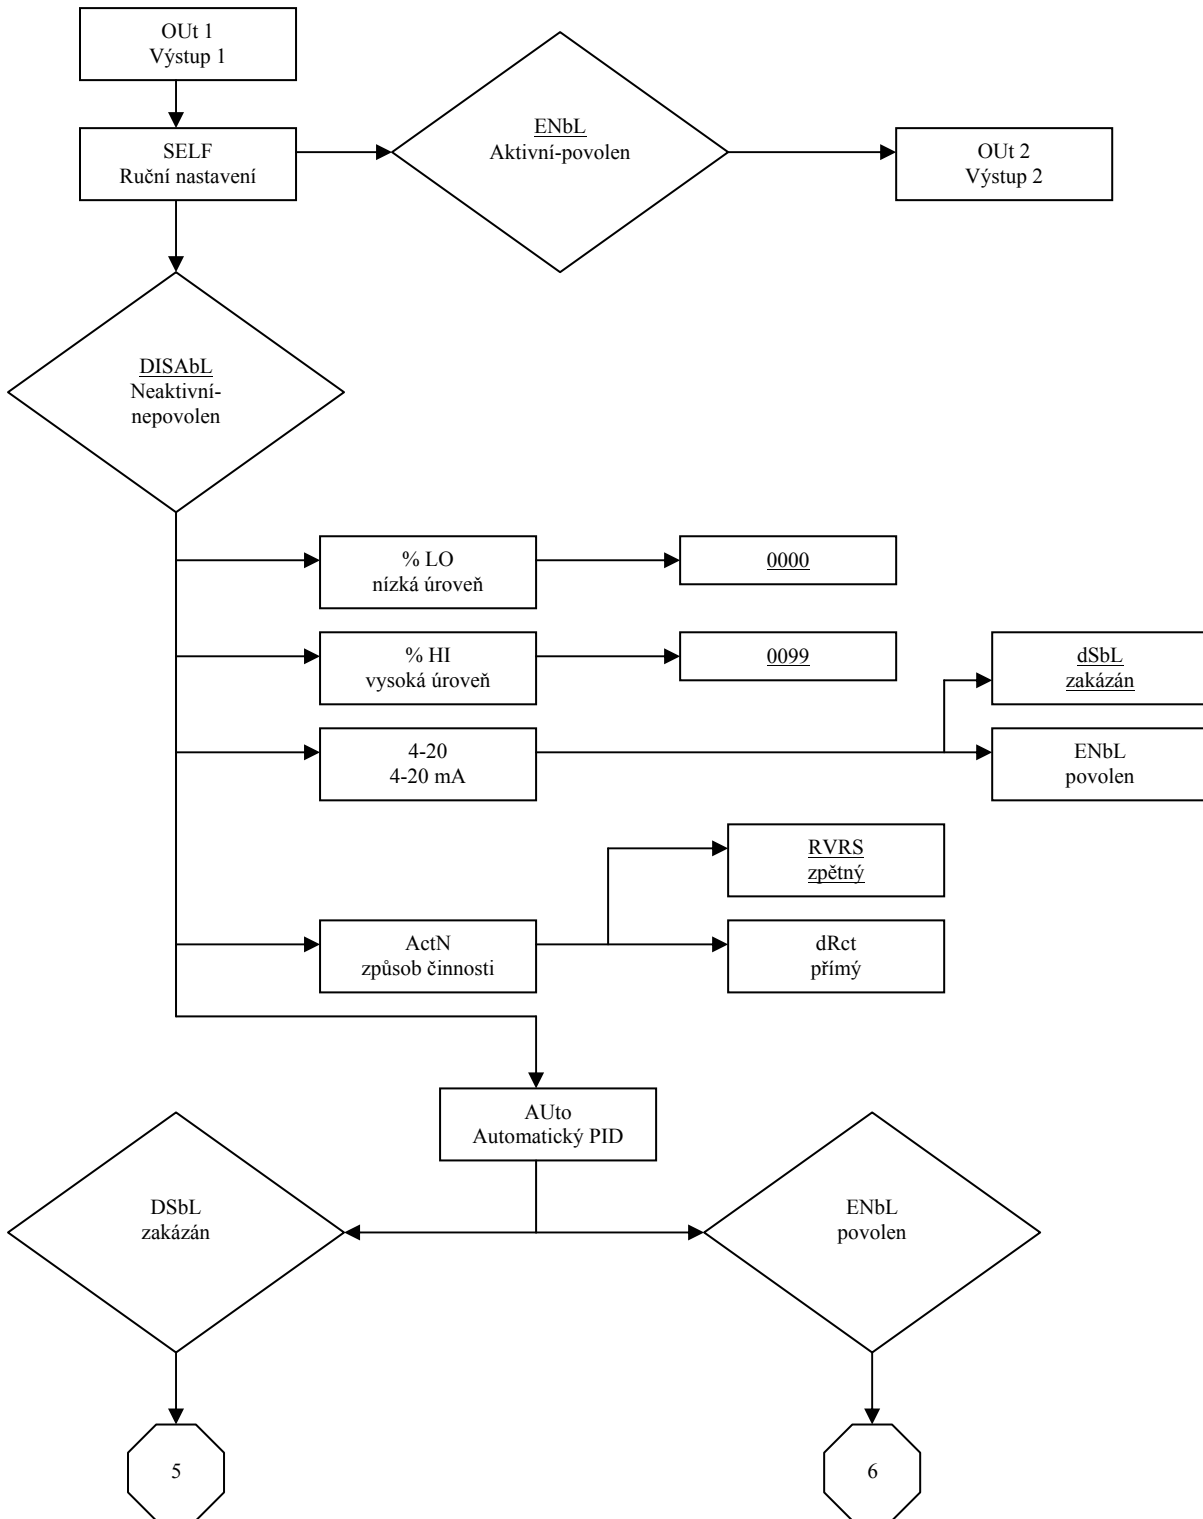 OUt 1
Výstup 1
SELF
Ruční nastavení
ENbL
Aktivní-povolen
OUt 2
Výstup 2
DISAbL
Neaktivní-
nepovolen
% LO
nízká úroveň
0000
% HI
vysoká úroveň
0099
dSbL
zakázán
4-20
4-20 mA
ENbL
povolen
RVRS
zpětný
ActN
způsob činnosti
dRct
přímý
AUto
Automatický PID
DSbL
zakázán
ENbL
povolen
5
6